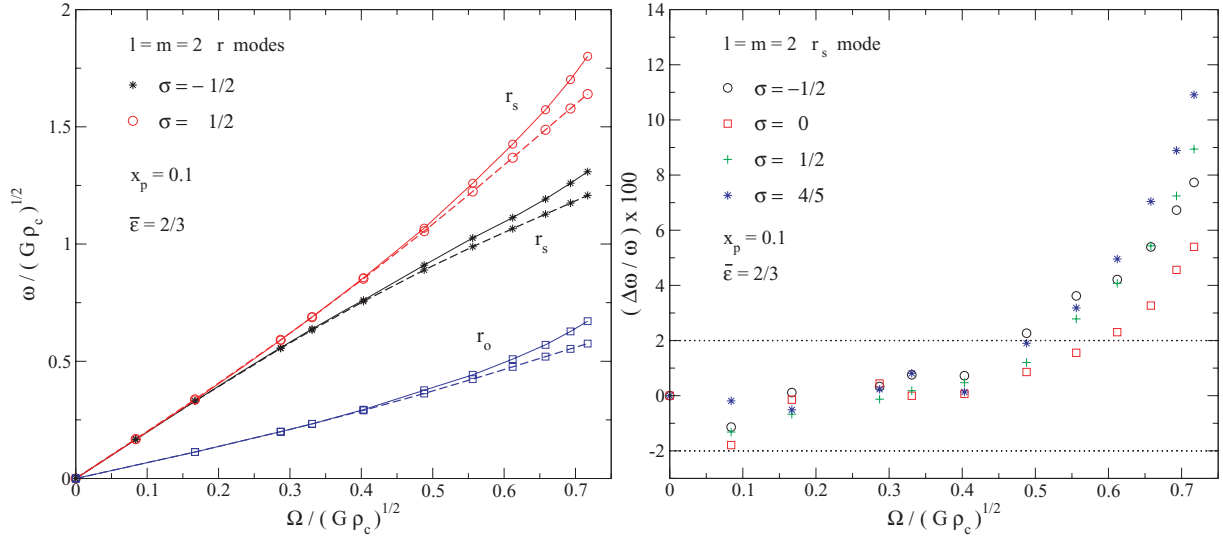 2
1.5
1
0.5
0
ω / ( G ρ_c )^{1/2}
l = m = 2 r modes
σ = − 1/2
σ = 1/2
x_p = 0.1
ε̄ = 2/3
r_s
r_s
r_o
0 0.1 0.2 0.3 0.4 0.5 0.6 0.7
Ω / ( G ρ_c )^{1/2}
14
12
10
8
6
4
2
0
-2
( Δω / ω ) x 100
l = m = 2 r_s mode
σ = −1/2
σ = 0
σ = 1/2
σ = 4/5
x_p = 0.1
ε̄ = 2/3
0 0.1 0.2 0.3 0.4 0.5 0.6 0.7
Ω / ( G ρ_c )^{1/2}